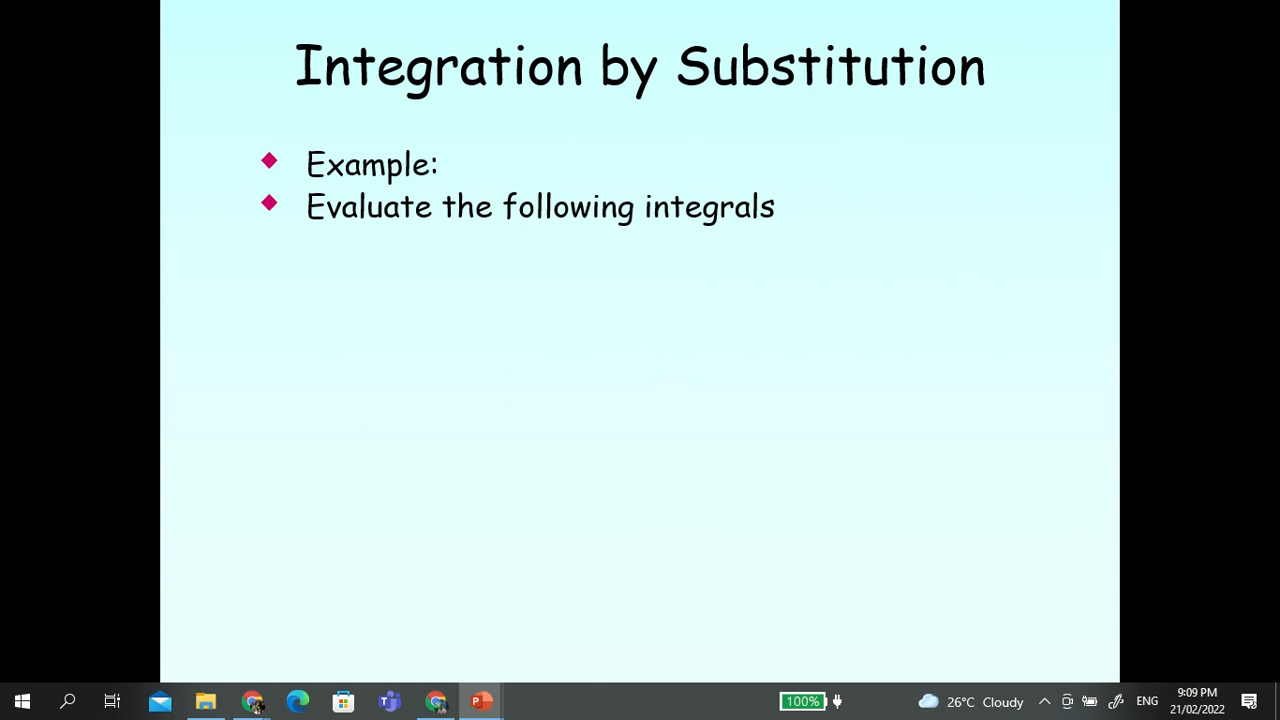 Integration by Substitution
Example:
Evaluate the following integrals
100%
26°C Cloudy
ENG
9:09 PM
21/02/2022